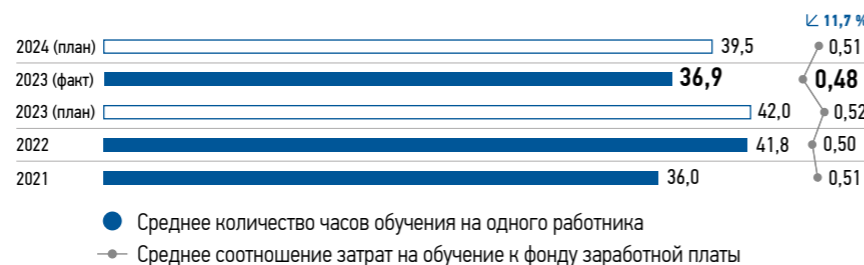 11,7 %
2024 (план) 39,5 0,51
2023 (факт) 36,9 0,48
2023 (план) 42,0 0,52
2022 41,8 0,50
2021 36,0 0,51
Среднее количество часов обучения на одного работника
Среднее соотношение затрат на обучение к фонду заработной платы